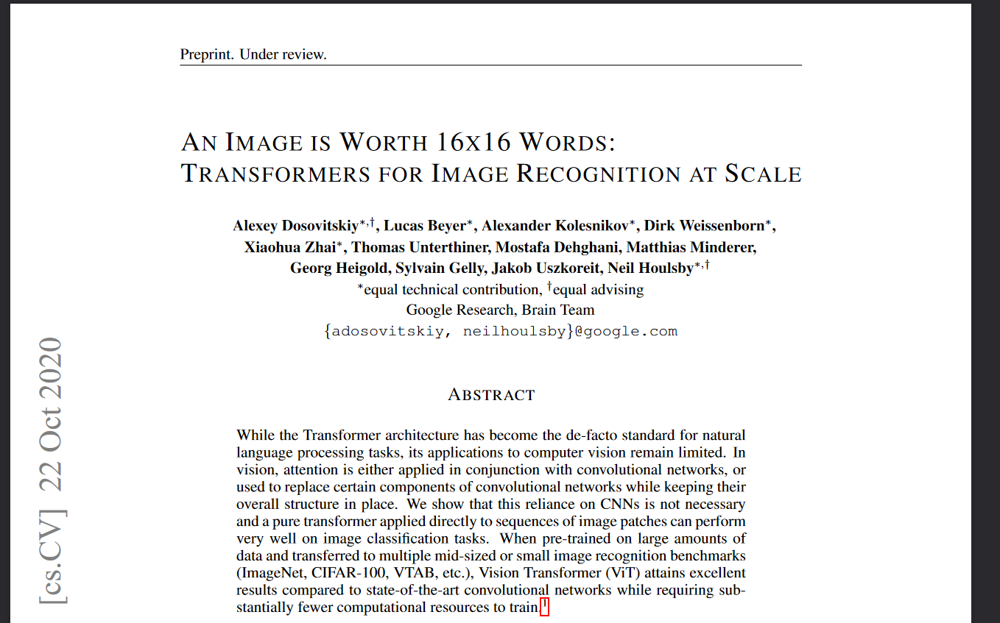 Preprint. Under review.
AN IMAGE IS WORTH 16X16 WORDS:
TRANSFORMERS FOR IMAGE RECOGNITION AT SCALE
Alexey Dosovitskiy*,†, Lucas Beyer*, Alexander Kolesnikov*, Dirk Weissenborn*,
Xiaohua Zhai*, Thomas Unterthiner, Mostafa Dehghani, Matthias Minderer,
Georg Heigold, Sylvain Gelly, Jakob Uszkoreit, Neil Houlsby*,†
*equal technical contribution, †equal advising
Google Research, Brain Team
{adosovitskiy, neilhoulsby}@google.com
ABSTRACT
While the Transformer architecture has become the de-facto standard for natural
language processing tasks, its applications to computer vision remain limited. In
vision, attention is either applied in conjunction with convolutional networks, or
used to replace certain components of convolutional networks while keeping their
overall structure in place. We show that this reliance on CNNs is not necessary
and a pure transformer applied directly to sequences of image patches can perform
very well on image classification tasks. When pre-trained on large amounts of
data and transferred to multiple mid-sized or small image recognition benchmarks
(ImageNet, CIFAR-100, VTAB, etc.), Vision Transformer (ViT) attains excellent
results compared to state-of-the-art convolutional networks while requiring sub-
stantially fewer computational resources to train.1
[cs.CV] 22 Oct 2020